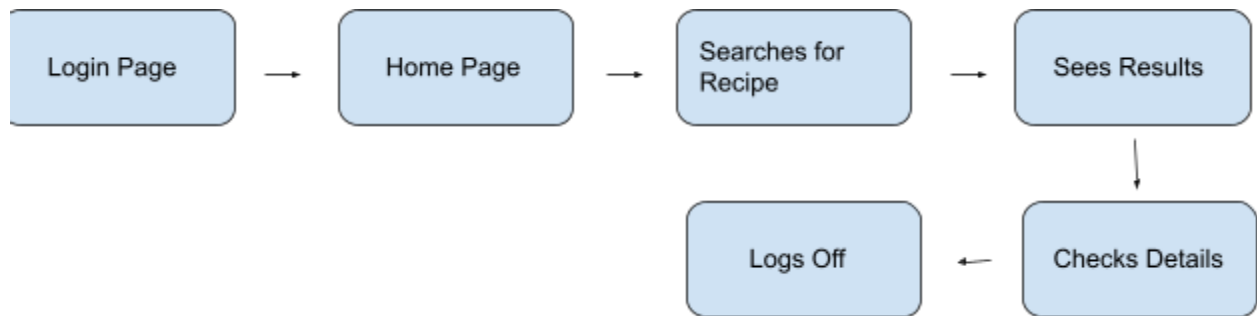 Login Page
Home Page
Searches for
Recipe
Sees Results
Checks Details
Logs Off